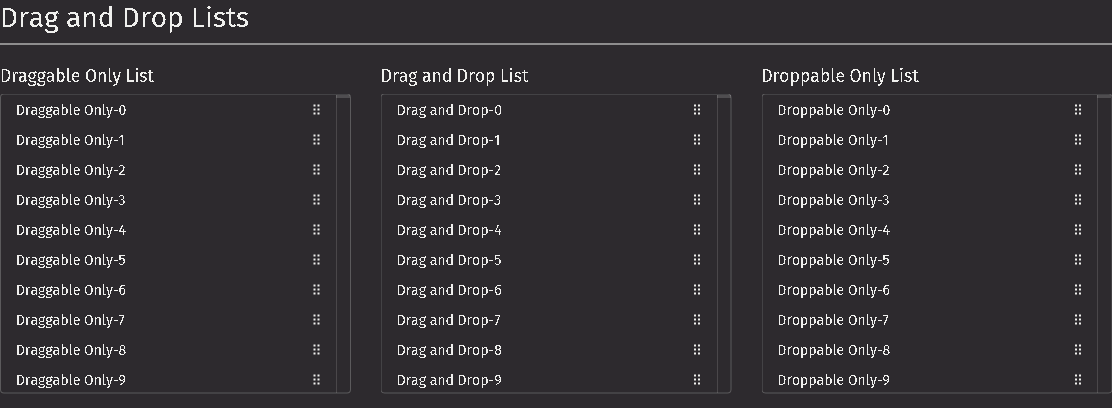 Drag and Drop Lists
Draggable Only List
Draggable Only-0
Draggable Only-1
Draggable Only-2
Draggable Only-3
Draggable Only-4
Draggable Only-5
Draggable Only-6
Draggable Only-7
Draggable Only-8
Draggable Only-9
Drag and Drop List
Drag and Drop-0
Drag and Drop-1
Drag and Drop-2
Drag and Drop-3
Drag and Drop-4
Drag and Drop-5
Drag and Drop-6
Drag and Drop-7
Drag and Drop-8
Drag and Drop-9
Droppable Only List
Droppable Only-0
Droppable Only-1
Droppable Only-2
Droppable Only-3
Droppable Only-4
Droppable Only-5
Droppable Only-6
Droppable Only-7
Droppable Only-8
Droppable Only-9